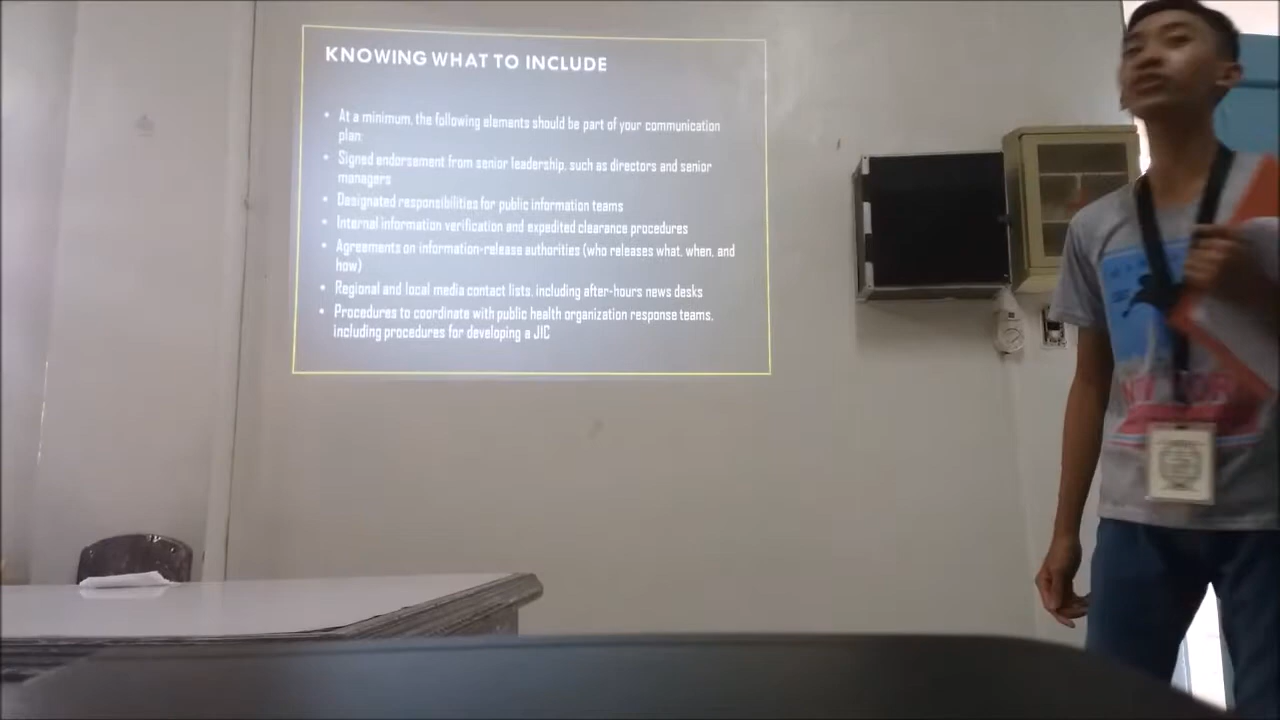 KNOWING WHAT TO INCLUDE
• At a minimum, the following elements should be part of your communication
plan:
• Signed endorsement from senior leadership, such as directors and senior
managers
• Designated responsibilities for public information teams
• Internal information verification and expedited clearance procedures
• Agreements on information-release authorities (who releases what, when, and
how)
• Regional and local media contact lists, including after-hours news desks
• Procedures to coordinate with public health organization response teams,
including procedures for developing a JIC